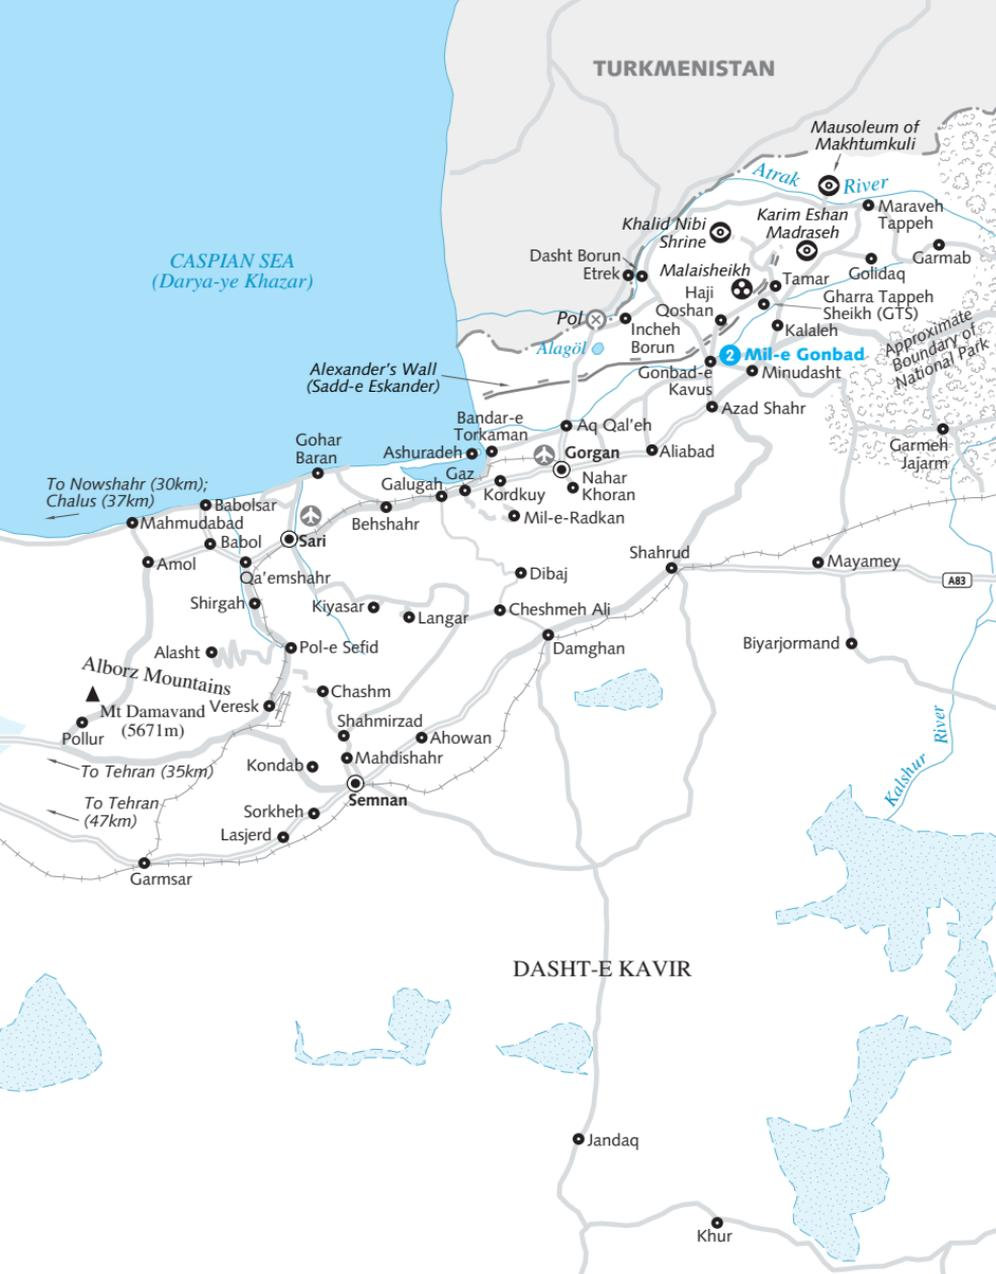 TURKMENISTAN
Mausoleum of
Makhtumkuli
Atrak
River
Maraveh
Tappeh
Karim Eshan
Madraseh
Khalid Nibi
Shrine
Garmab
Dasht Borun
Etrek
Malaisheikh
Golidaq
Tamar
CASPIAN SEA
(Darya-ye Khazar)
Haji
Qoshan
Gharra Tappeh
Sheikh (GTS)
Pol
Incheh
Borun
Kalaleh
Approximate
Boundary of
National Park
Alagöl
2 Mil-e Gonbad
Alexander's Wall
(Sadd-e Eskander)
Gonbad-e
Kavus
Minudasht
Azad Shahr
Bandar-e
Torkaman
Aq Qal'eh
Gohar
Baran
Ashuradeh
Gorgan
Aliabad
Garmeh
Jajarm
Gaz
Galugah
Kordkuy
Nahar
Khoran
To Nowshahr (30km);
Chalus (37km)
Babolsar
Mahmudabad
Behshahr
Mil-e-Radkan
Babol
Sari
Shahrud
Amol
Mayamey
Qa'emshahr
Dibaj
A83
Shirgah
Kiyasar
Langar
Cheshmeh Ali
Alasht
Pol-e Sefid
Damghan
Biyarjormand
Alborz Mountains
Chashm
Mt Damavand
(5671m)
Veresk
Pollur
Shahmirzad
Ahowan
River
Kalshur
To Tehran (35km)
Kondab
Mahdishahr
To Tehran
(47km)
Semnan
Sorkheh
Lasjerd
Garmsar
DASHT-E KAVIR
Jandaq
Khur